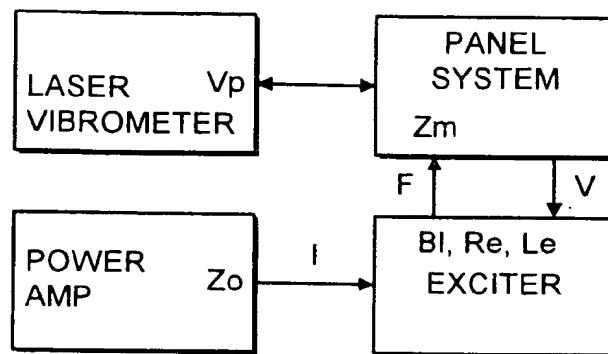 LASER Vp
VIBROMETER
PANEL
SYSTEM
Zm
F V
POWER
AMP Zo
I
Bl, Re, Le
EXCITER